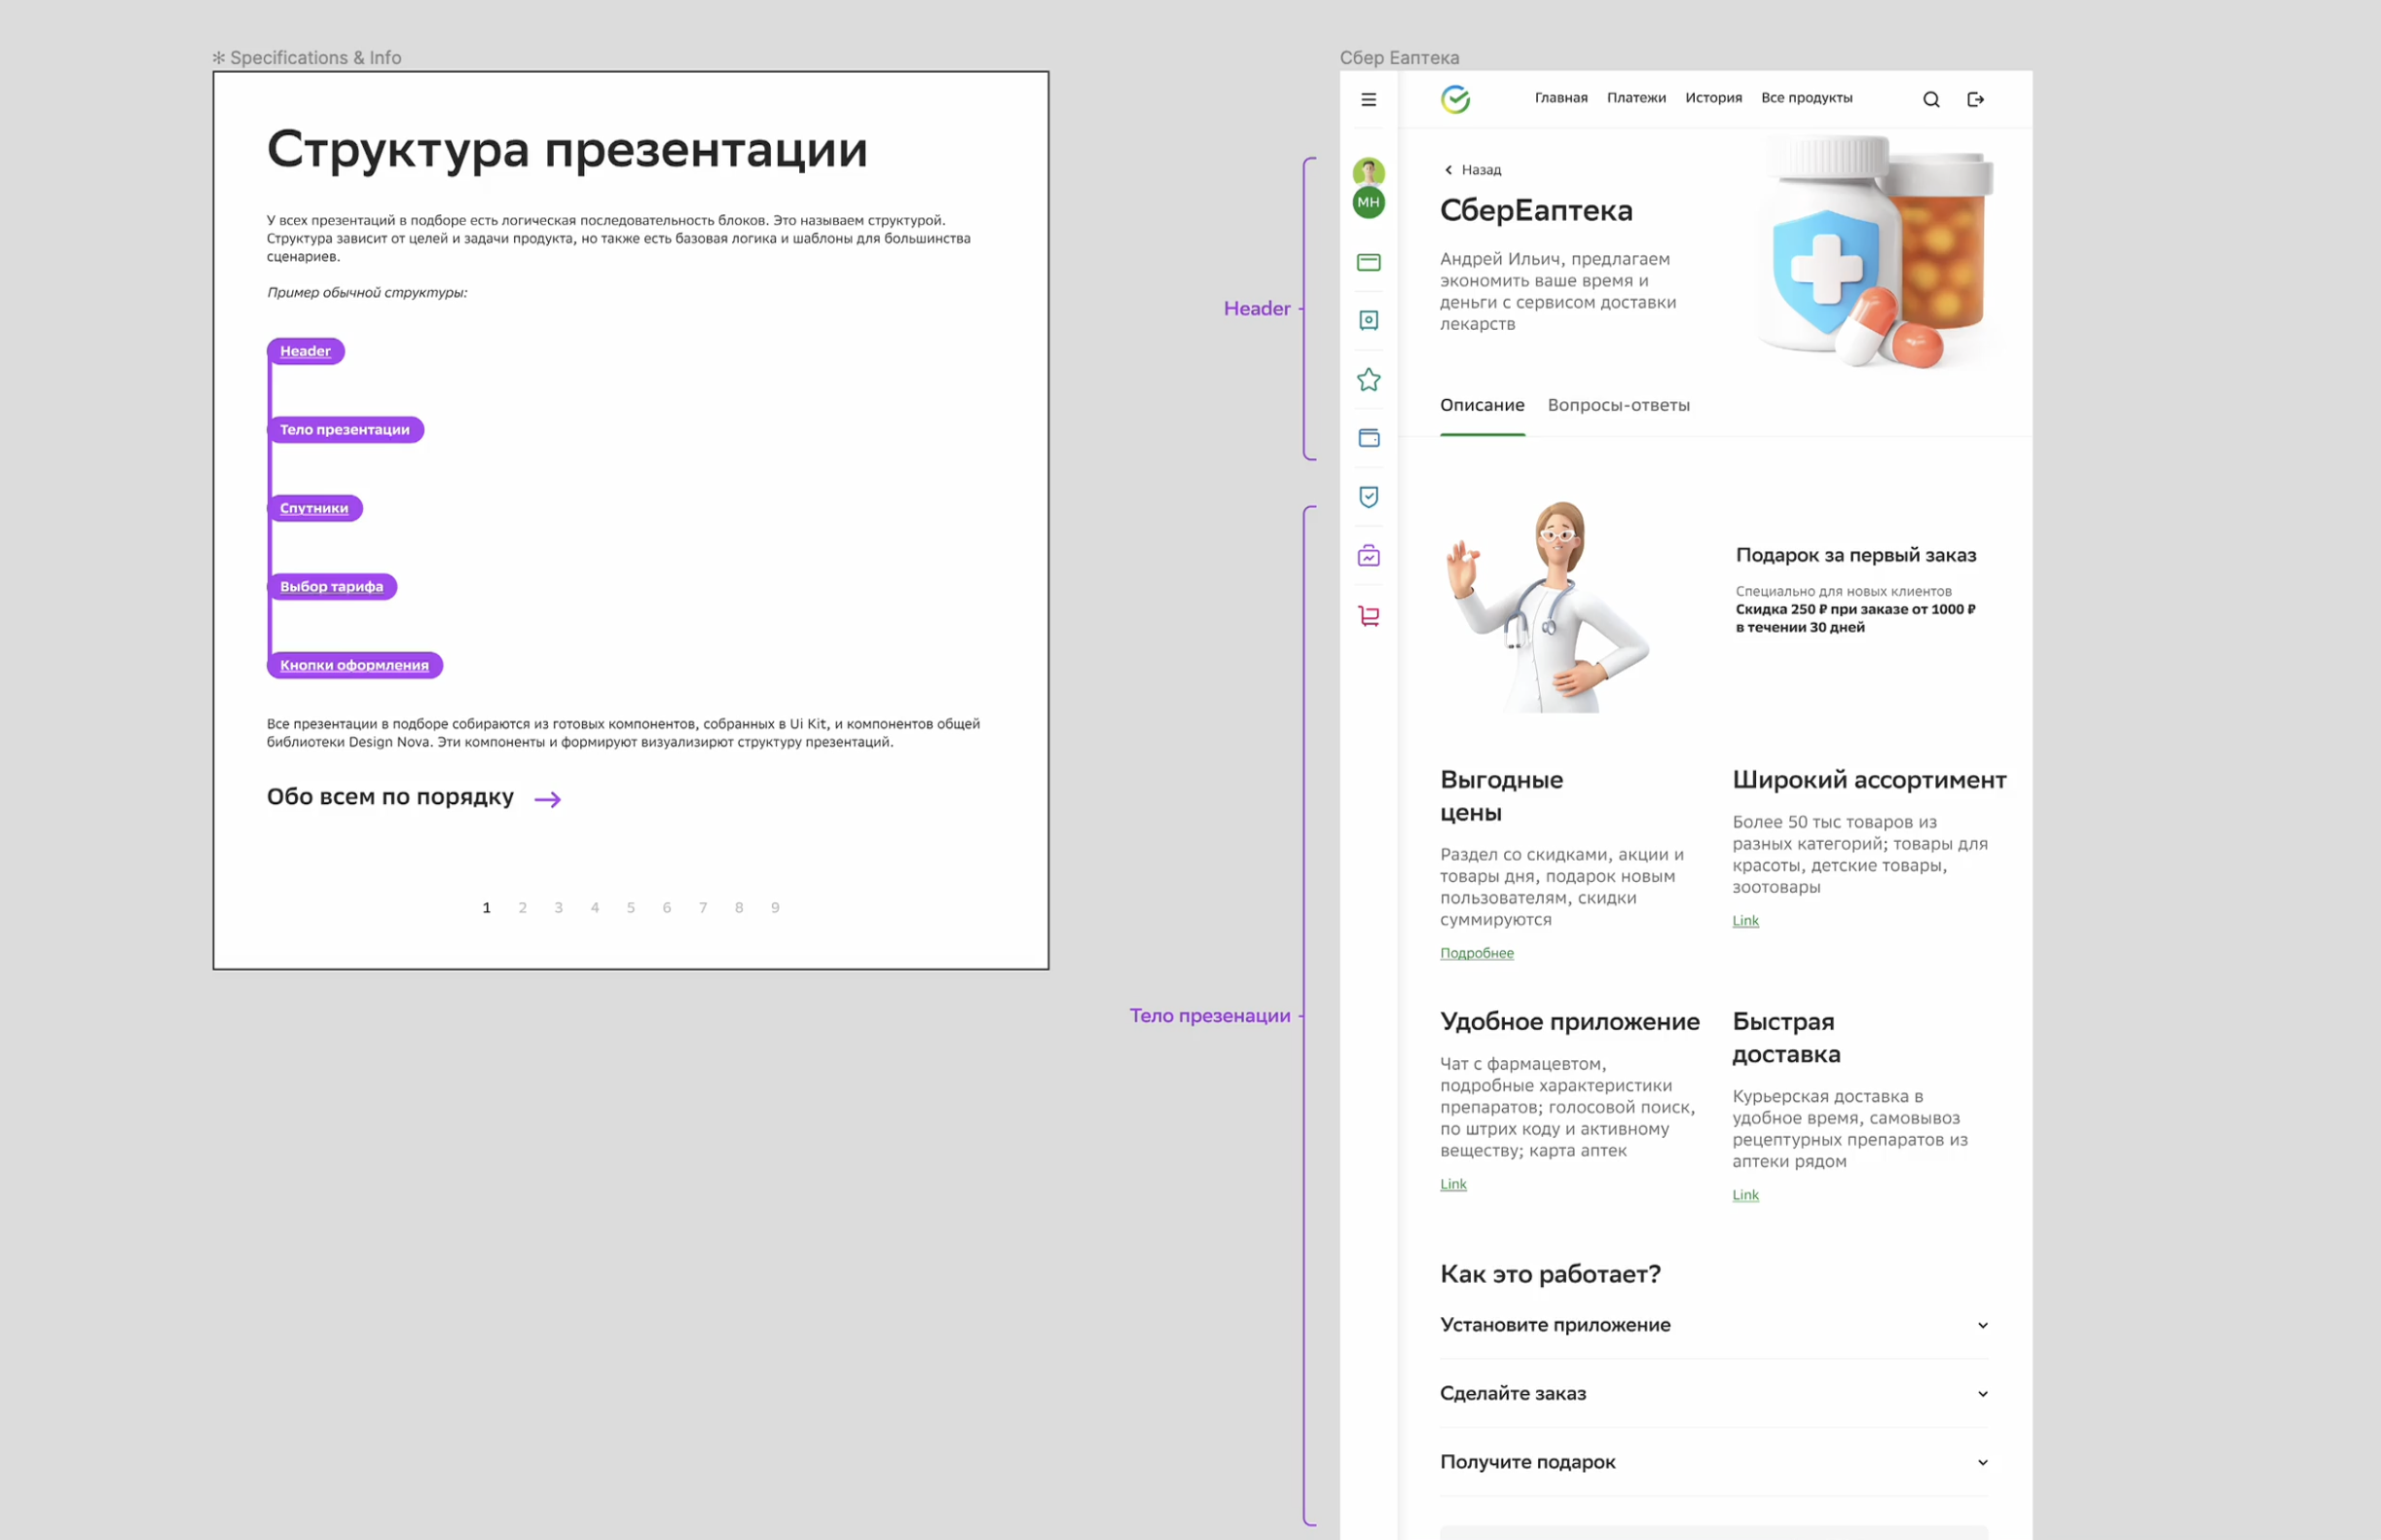 ✻ Specifications & Info
Структура презентации
У всех презентаций в подборе есть логическая последовательность блоков. Это называем структурой.
Структура зависит от целей и задачи продукта, но также есть базовая логика и шаблоны для большинства
сценариев.
Пример обычной структуры:
Header
Тело презентации
Спутники
Выбор тарифа
Кнопки оформления
Все презентации в подборе собираются из готовых компонентов, собранных в Ui Kit, и компонентов общей
библиотеки Design Nova. Эти компоненты и формируют визуализирют структуру презентаций.
Обо всем по порядку
1 2 3 4 5 6 7 8 9
Header
Тело презенации
Сбер Еаптека
Главная Платежи История Все продукты
МН
Назад
СберЕаптека
Андрей Ильич, предлагаем
экономить ваше время и
деньги с сервисом доставки
лекарств
Описание Вопросы-ответы
Подарок за первый заказ
Специально для новых клиентов
Скидка 250 ₽ при заказе от 1000 ₽
в течении 30 дней
Выгодные
цены
Раздел со скидками, акции и
товары дня, подарок новым
пользователям, скидки
суммируются
Подробнее
Широкий ассортимент
Более 50 тыс товаров из
разных категорий; товары для
красоты, детские товары,
зоотовары
Link
Удобное приложение
Чат с фармацевтом,
подробные характеристики
препаратов; голосовой поиск,
по штрих коду и активному
веществу; карта аптек
Link
Быстрая
доставка
Курьерская доставка в
удобное время, самовывоз
рецептурных препаратов из
аптеки рядом
Link
Как это работает?
Установите приложение
Сделайте заказ
Получите подарок